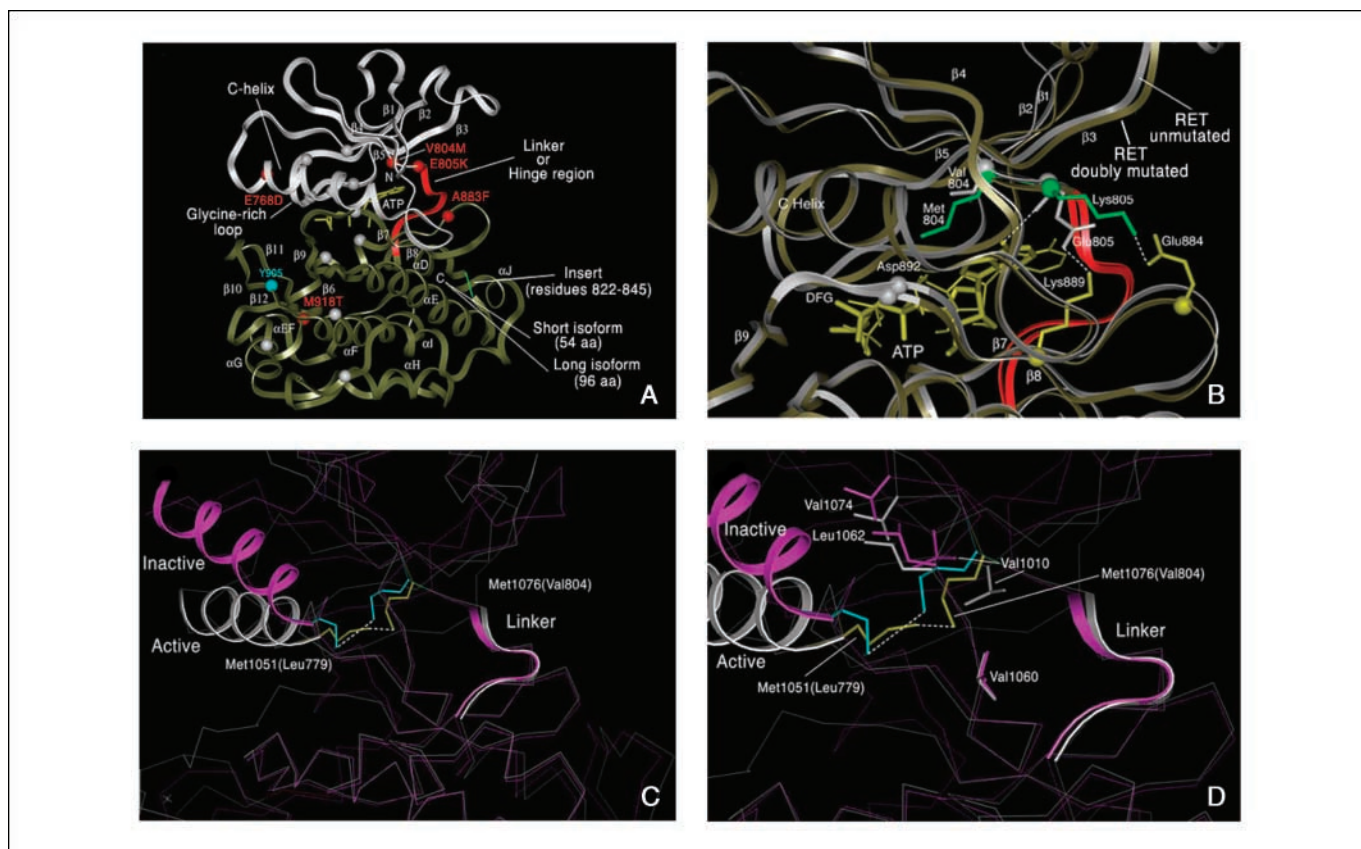 C-helix
β1
β2
β4
β3
β5
V804M
N
E805K
Linker
or
Hinge region
E768D
ATP
A883F
Glycine-rich
loop
β7
β11
β9
β8
αD
αJ
Y905
C
Insert
(residues 822-845)
β10
β6
αE
β12
M918T
Short isoform
(54 aa)
αEF
αF
αI
Long isoform
(96 aa)
αG
αH
A
β4
β1
β2
RET
unmutated
β3
RET
doubly mutated
β5
Val
804
Lys805
C Helix
Met
804
Glu805
Glu884
Asp892
Lys889
DFG
β9
ATP
β7
β8
B
Inactive
Met1076(Val804)
Linker
Active
Met1051(Leu779)
C
Val1074
Inactive
Leu1062
Val1010
Met1076(Val804)
Linker
Active
Met1051(Leu779)
Val1060
D